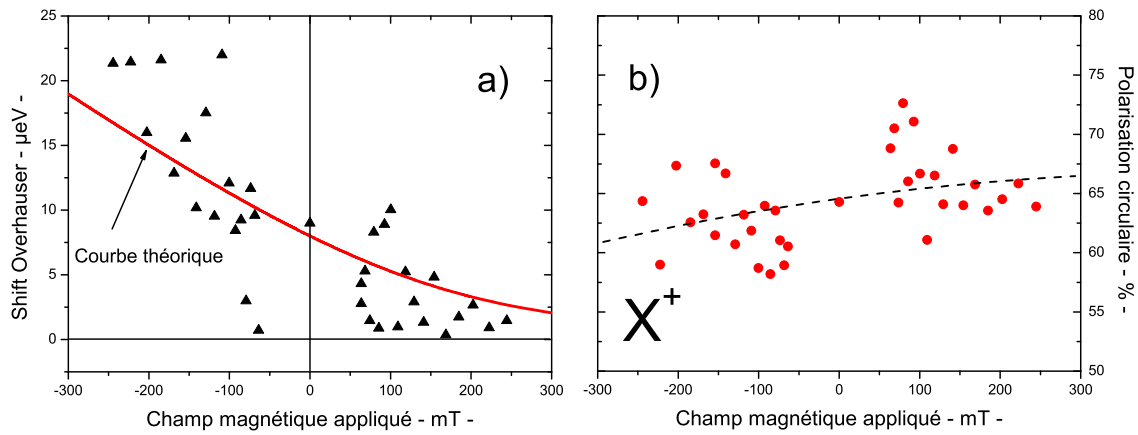 25
20
15
10
5
0
Shift Overhauser - µeV -
a)
Courbe théorique
-300 -200 -100 0 100 200 300
Champ magnétique appliqué - mT -
b)
X+
80
75
70
65
60
55
50
Polarisation circulaire - % -
-300 -200 -100 0 100 200 300
Champ magnétique appliqué - mT -